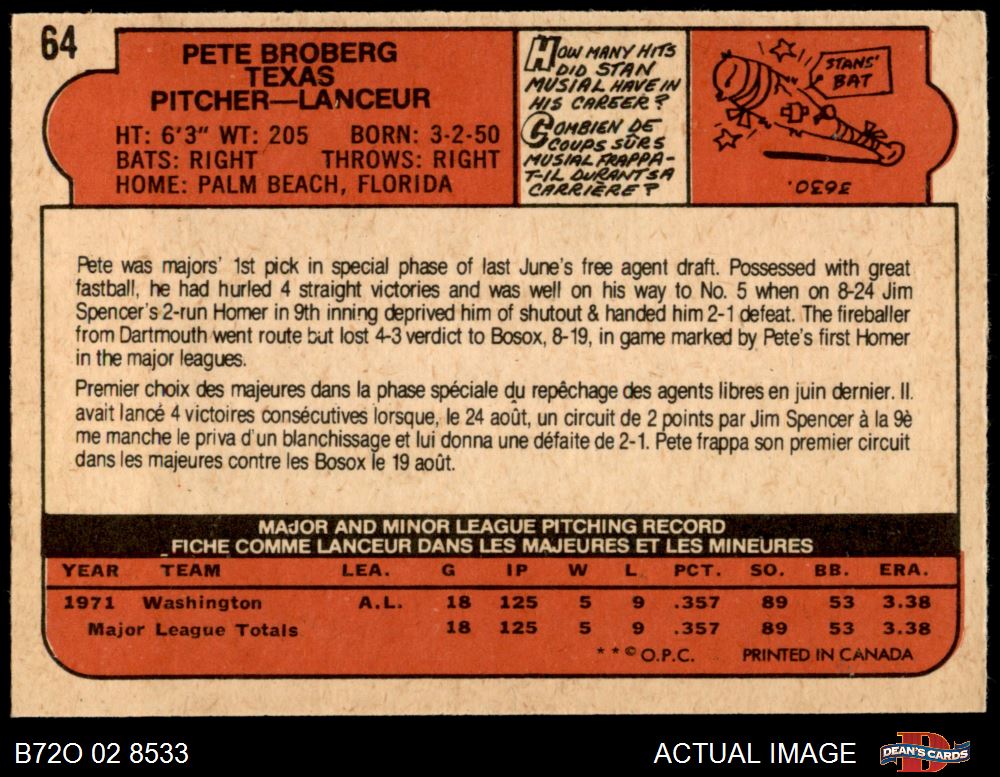 64
PETE BROBERG
TEXAS
PITCHER—LANCEUR
HT: 6'3" WT: 205 BORN: 3-2-50
BATS: RIGHT THROWS: RIGHT
HOME: PALM BEACH, FLORIDA
HOW MANY HITS
DID STAN
MUSIAL HAVE IN
HIS CAREER?
COMBIEN DE
COUPS SÛRS
MUSIAL FRAPPA-
T-IL DURANT SA
CARRIÈRE?
STANS'
BAT
3630.
Pete was majors' 1st pick in special phase of last June's free agent draft. Possessed with great
fastball, he had hurled 4 straight victories and was well on his way to No. 5 when on 8-24 Jim
Spencer's 2-run Homer in 9th inning deprived him of shutout & handed him 2-1 defeat. The fireballer
from Dartmouth went route but lost 4-3 verdict to Bosox, 8-19, in game marked by Pete's first Homer
in the major leagues.
Premier choix des majeures dans la phase spéciale du repêchage des agents libres en juin dernier. Il.
avait lancé 4 victoires consécutives lorsque, le 24 août, un circuit de 2 points par Jim Spencer à la 9è
me manche le priva d'un blanchissage et lui donna une défaite de 2-1. Pete frappa son premier circuit
dans les majeures contre les Bosox le 19 août.
MAJOR AND MINOR LEAGUE PITCHING RECORD
FICHE COMME LANCEUR DANS LES MAJEURES ET LES MINEURES
YEAR TEAM LEA. G IP W L PCT. SO. BB. ERA.
1971 Washington A.L. 18 125 5 9 .357 89 53 3.38
Major League Totals 18 125 5 9 .357 89 53 3.38
**© O.P.C. PRINTED IN CANADA
B72O 02 8533 ACTUAL IMAGE DEAN'S CARDS